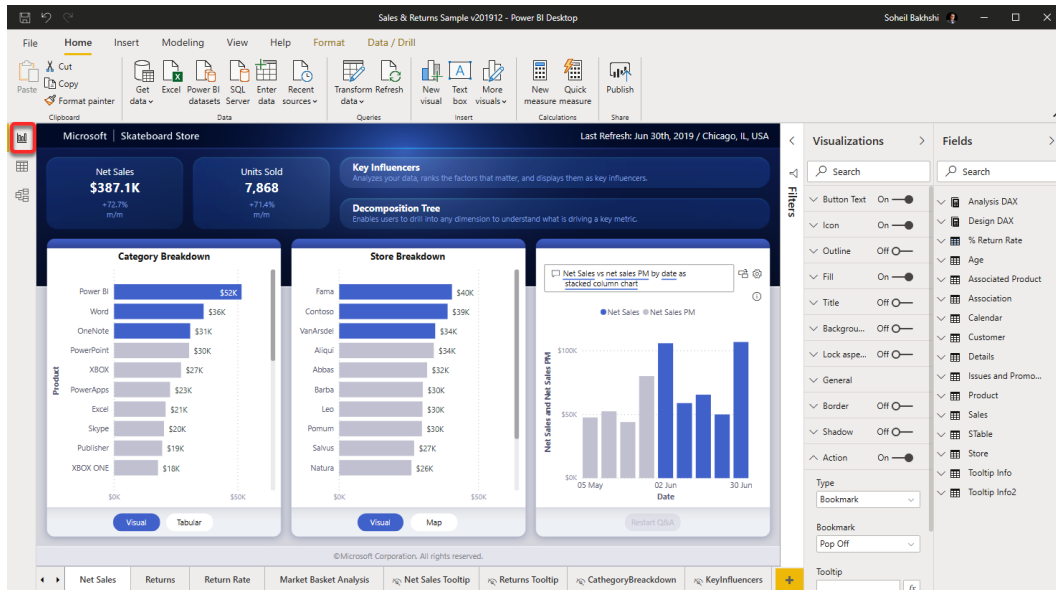 Sales & Returns Sample v201912 - Power BI Desktop
Soheil Bakhshi
File Home Insert Modeling View Help Format Data / Drill
Paste
Cut
Copy
Format painter
Clipboard
Get data
Excel
Power BI datasets
SQL Server
Enter data
Recent sources
Data
Transform data
Refresh
Queries
New visual
Text box
More visuals
Insert
New measure
Quick measure
Calculations
Publish
Share
Microsoft | Skateboard Store
Last Refresh: Jun 30th, 2019 / Chicago, IL, USA
Net Sales
$387.1K
+72.7%
m/m
Units Sold
7,868
+71.4%
m/m
Key Influencers
Analyzes your data, ranks the factors that matter, and displays them as key influencers.
Decomposition Tree
Enables users to drill into any dimension to understand what is driving a key metric.
Category Breakdown
Product
Power BI $52K
Word $36K
OneNote $31K
PowerPoint $30K
XBOX $27K
PowerApps $23K
Excel $21K
Skype $20K
Publisher $19K
XBOX ONE $18K
$0K $50K
Visual Tabular
Store Breakdown
Fama $40K
Contoso $39K
VanArsdel $34K
Aliqui $34K
Abbas $32K
Barba $30K
Leo $30K
Pomum $30K
Salvus $27K
Natura $26K
$0K $50K
Visual Map
Net Sales vs net sales PM by date as
stacked column chart
Net Sales Net Sales PM
Net Sales and Net Sales PM
$100K
$50K
$0K
05 May 02 Jun 30 Jun
Date
Restart Q&A
©Microsoft Corporation. All rights reserved.
Net Sales Returns Return Rate Market Basket Analysis Net Sales Tooltip Returns Tooltip CathegoryBreakdown KeyInfluencers +
Filters
Visualizations
Search
Button Text On
Icon On
Outline Off
Fill On
Title Off
Backgrou... Off
Lock aspe... Off
General
Border Off
Shadow Off
Action On
Type
Bookmark
Bookmark
Pop Off
Tooltip
fx
Fields
Search
Analysis DAX
Design DAX
% Return Rate
Age
Associated Product
Association
Calendar
Customer
Details
Issues and Promo...
Product
Sales
STable
Store
Tooltip Info
Tooltip Info2